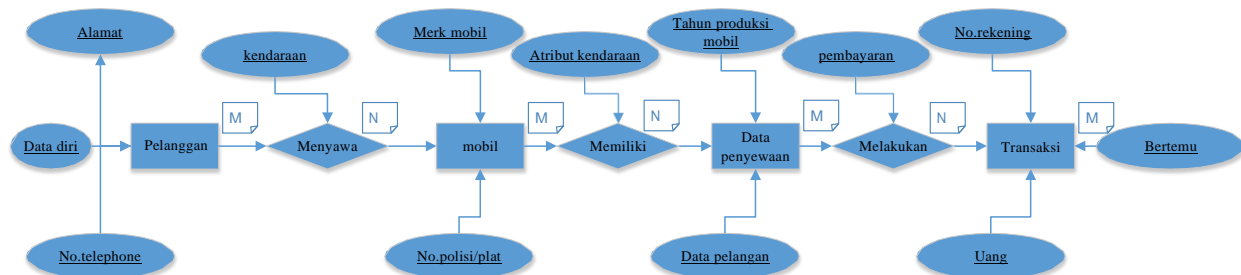 Alamat
Merk mobil
Tahun produksi
mobil
No.rekening
kendaraan
Atribut kendaraan
pembayaran
M
N
M
N
M
N
M
Data diri
Pelanggan
Menyawa
mobil
Memiliki
Data
penyewaan
Melakukan
Transaksi
Bertemu
No.telephone
No.polisi/plat
Data pelangan
Uang